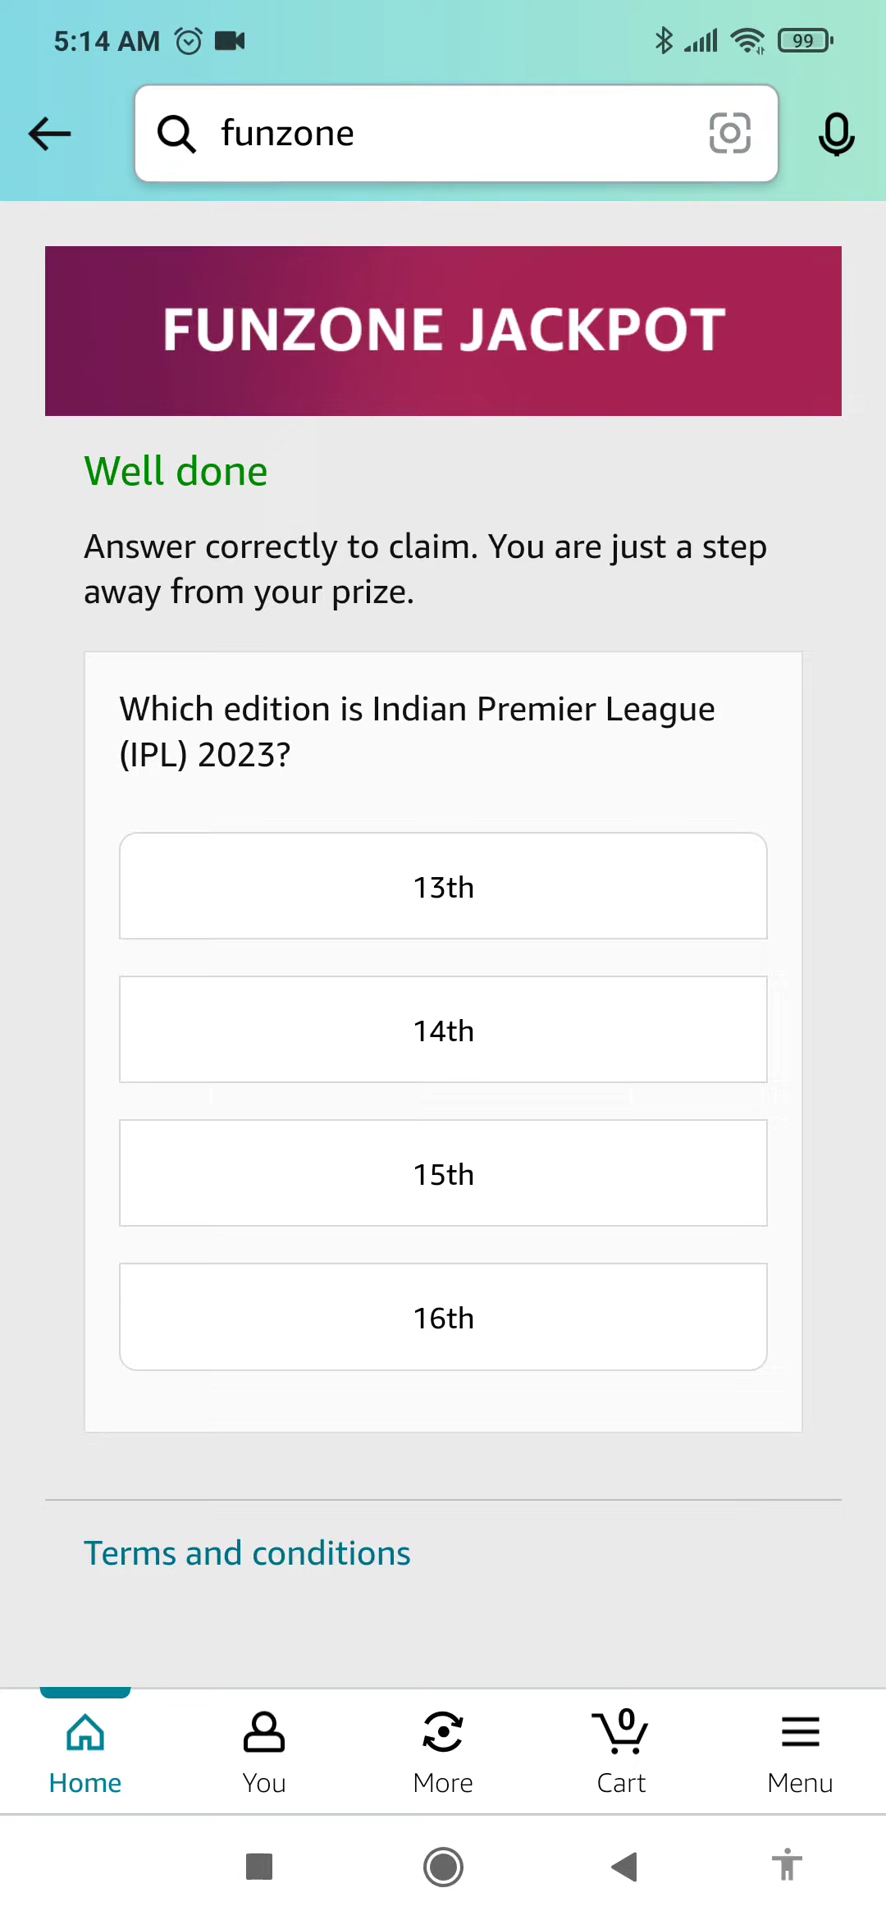 5:14 AM
99
funzone
FUNZONE JACKPOT
Well done
Answer correctly to claim. You are just a step
away from your prize.
Which edition is Indian Premier League
(IPL) 2023?
13th
14th
15th
16th
Terms and conditions
0
Home You More Cart Menu